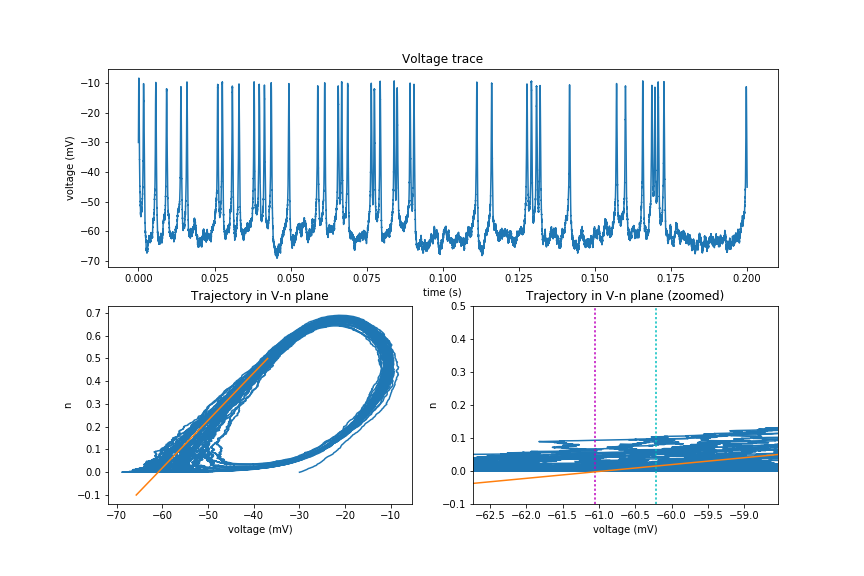 Voltage trace
voltage (mV)
−10
−20
−30
−40
−50
−60
−70
0.000 0.025 0.050 0.075 0.100 0.125 0.150 0.175 0.200
time (s)
Trajectory in V-n plane
n
0.7
0.6
0.5
0.4
0.3
0.2
0.1
0.0
−0.1
−70 −60 −50 −40 −30 −20 −10
voltage (mV)
Trajectory in V-n plane (zoomed)
n
0.5
0.4
0.3
0.2
0.1
0.0
−0.1
−62.5 −62.0 −61.5 −61.0 −60.5 −60.0 −59.5 −59.0
voltage (mV)